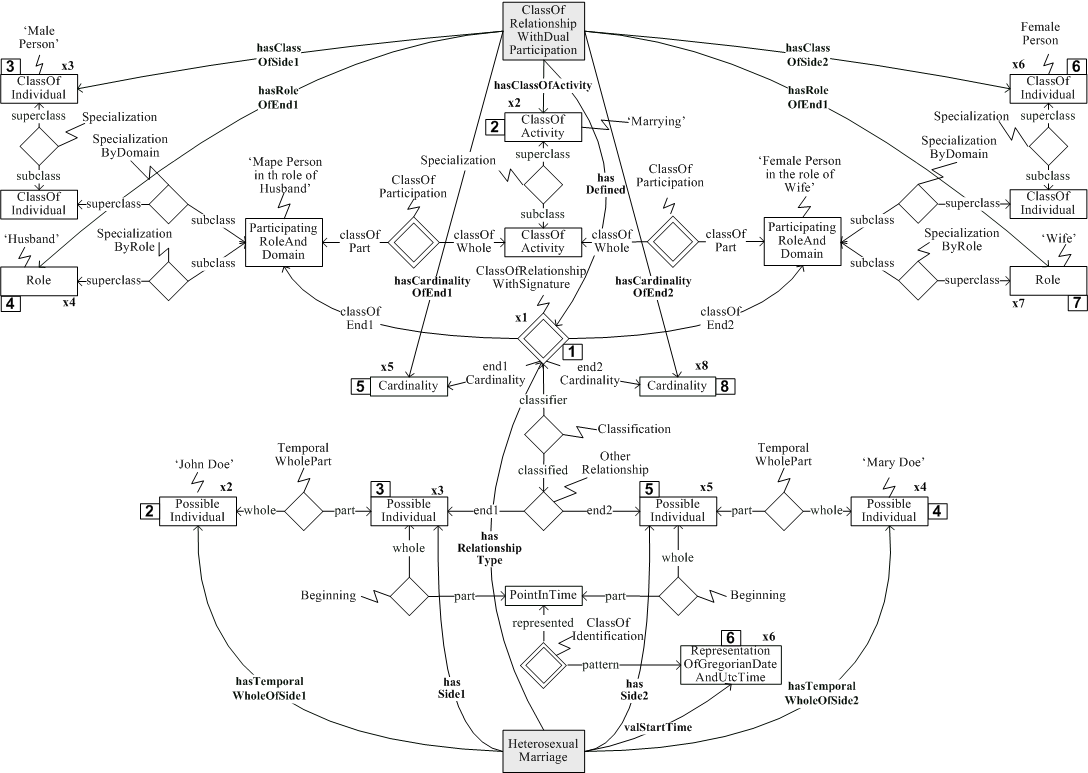 ClassOf
Relationship
WithDual
Participation
'Male
Person'
3
x3
ClassOf
Individual
superclass
Specialization
subclass
ClassOf
Individual
hasClass
OfSide1
hasRole
OfEnd1
Specialization
ByDomain
superclass
subclass
'Husband'
Role
4
x4
Specialization
ByRole
superclass
subclass
'Mape Person
in th role of
Husband'
Participating
RoleAnd
Domain
classOf
Part
ClassOf
Participation
classOf
Whole
hasClassOfActivity
x2
2
ClassOf
Activity
'Marrying'
Specialization
superclass
subclass
ClassOf
Activity
has
Defined
ClassOf
Participation
classOf
Whole
classOf
Part
'Female Person
in the role of
Wife'
Participating
RoleAnd
Domain
hasClass
OfSide2
hasRole
OfEnd1
Female
Person
x6
6
ClassOf
Individual
superclass
Specialization
subclass
ClassOf
Individual
Specialization
ByDomain
subclass
superclass
Specialization
ByRole
subclass
superclass
'Wife'
Role
x7
7
hasCardinality
OfEnd1
hasCardinality
OfEnd2
ClassOfRelationship
WithSignature
x1
1
classOf
End1
classOf
End2
x5
5
Cardinality
end1
Cardinality
end2
Cardinality
x8
Cardinality
8
classifier
Classification
classified
Other
Relationship
'John Doe'
x2
2
Possible
Individual
whole
Temporal
WholePart
part
3
x3
Possible
Individual
end1
end2
5
x5
Possible
Individual
part
Temporal
WholePart
whole
'Mary Doe'
x4
Possible
Individual
4
has
Relationship
Type
whole
Beginning
part
PointInTime
part
whole
Beginning
represented
ClassOf
Identification
pattern
6
x6
Representation
OfGregorianDate
AndUtcTime
hasTemporal
WholeOfSide1
has
Side1
has
Side2
hasTemporal
WholeOfSide2
valStartTime
Heterosexual
Marriage